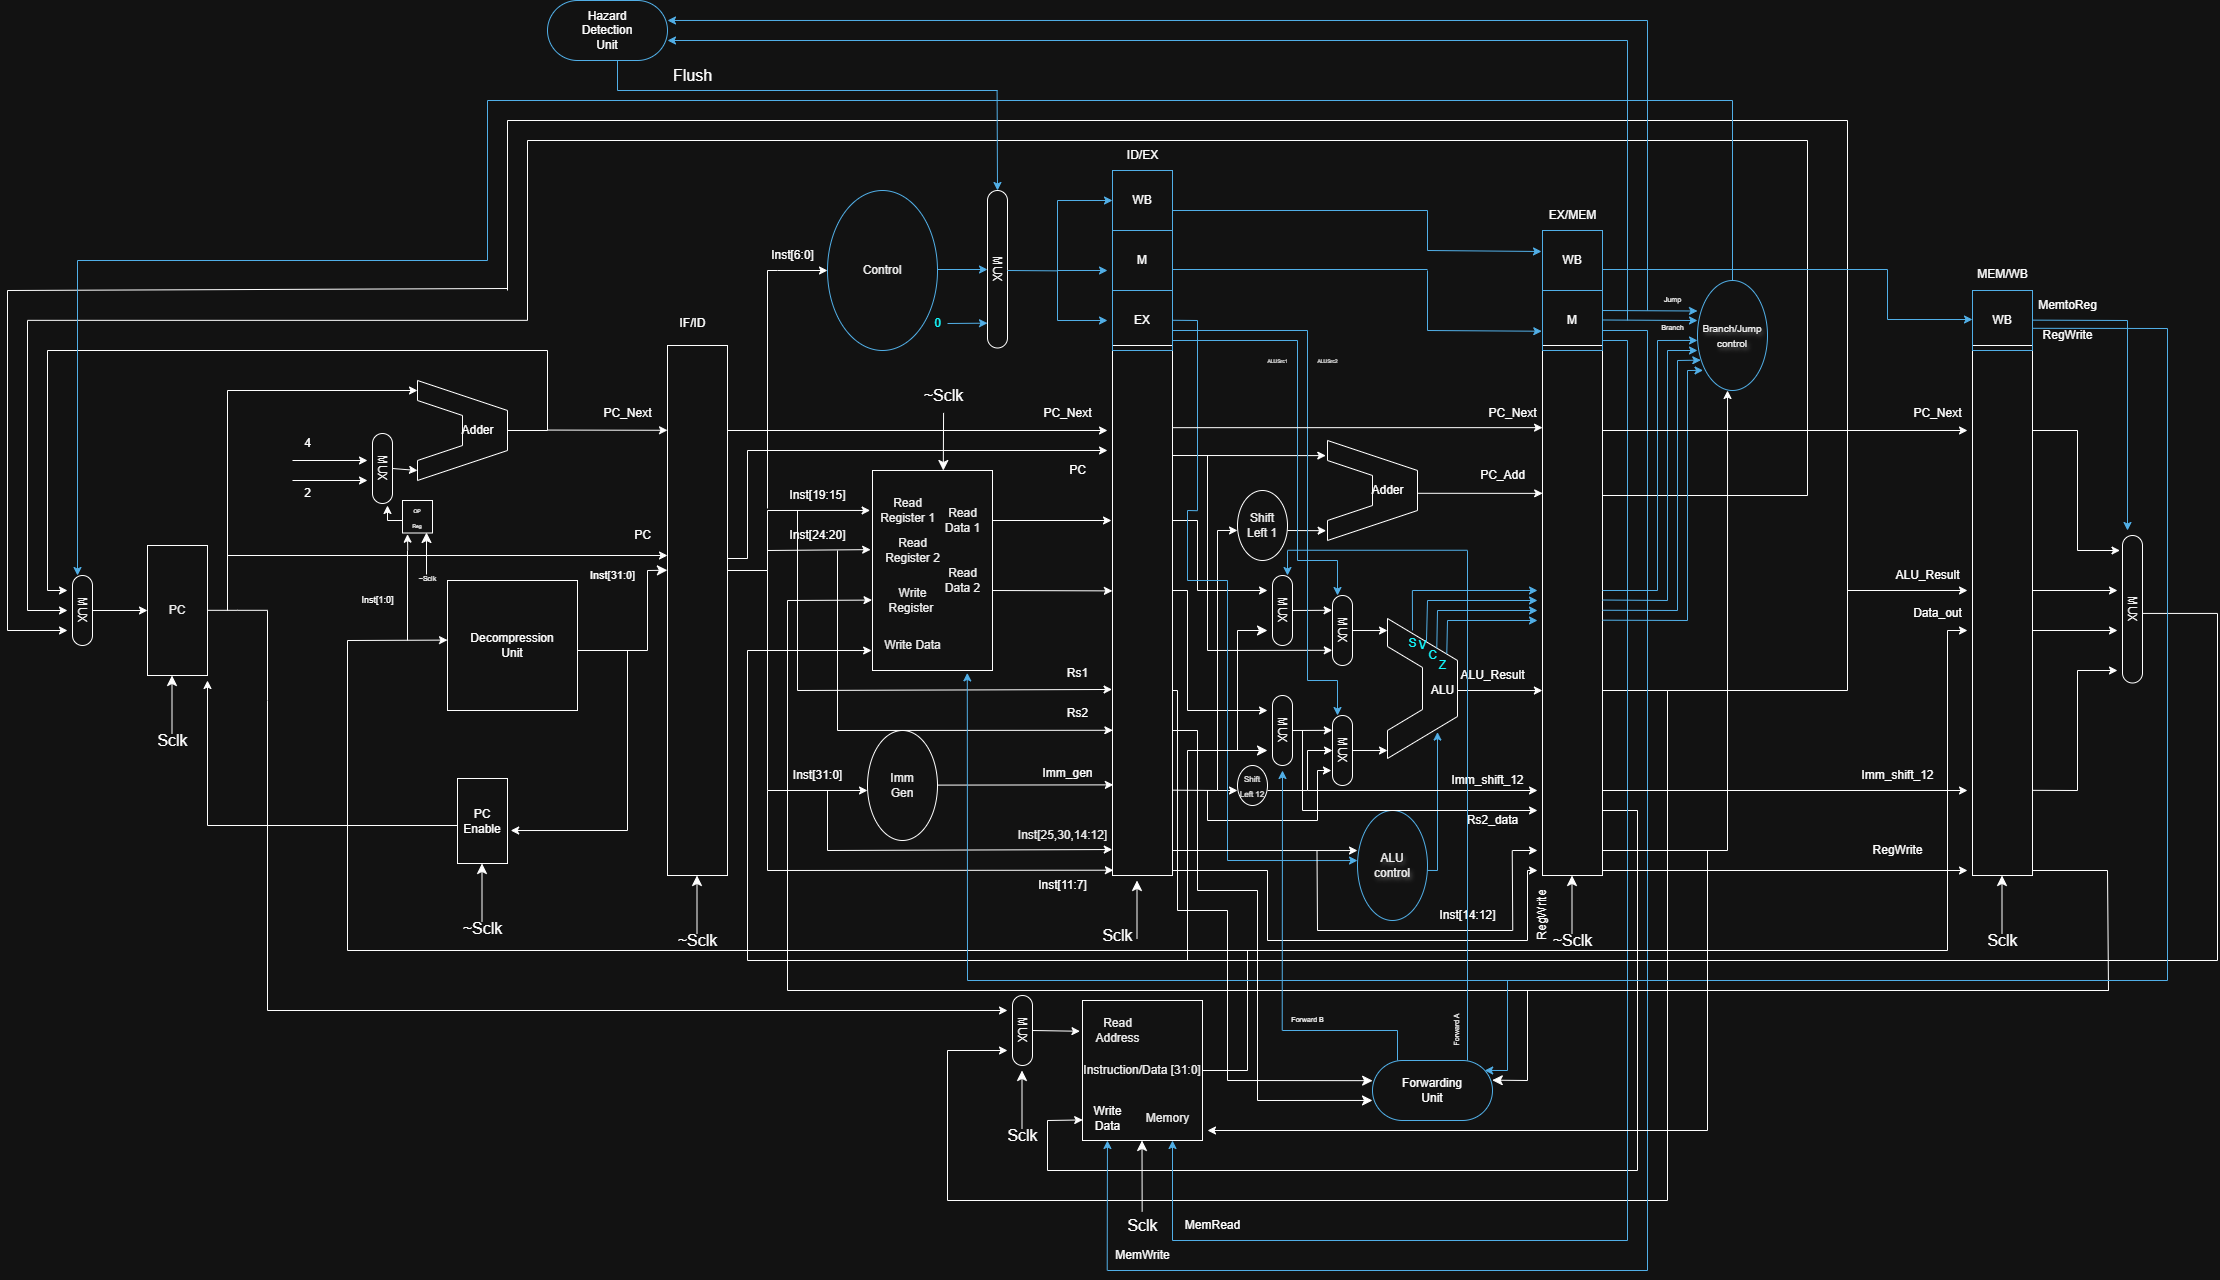 Hazard
Detection
Unit
Flush
ID/EX
WB
M
EX
EX/MEM
WB
M
MEM/WB
WB
MemtoReg
RegWrite
Inst[6:0]
Control
MUX
0
Jump
Branch
Branch/Jump
control
IF/ID
ALUSrc1
ALUSrc2
~Sclk
PC_Next
PC_Next
PC_Next
PC_Next
Adder
4
MUX
2
OP
Reg
~Sclk
PC
PC
Inst[19:15]
Inst[24:20]
Read
Register 1
Read
Data 1
Read
Register 2
Read
Data 2
Write
Register
Write Data
PC_Add
Adder
Shift
Left 1
Inst[31:0]
Inst[1:0]
MUX
PC
Decompression
Unit
Sclk
MUX
MUX
S
V
C
Z
ALU
ALU_Result
ALU_Result
Data_out
MUX
Rs1
Rs2
MUX
MUX
Inst[31:0]
Imm
Gen
Imm_gen
Shift
Left 12
Imm_shift_12
Imm_shift_12
Rs2_data
PC
Enable
~Sclk
Inst[25,30,14:12]
Inst[11:7]
ALU
control
RegWrite
Inst[14:12]
RegWrite
~Sclk
Sclk
~Sclk
Sclk
MUX
Sclk
Read
Address
Instruction/Data [31:0]
Write
Data
Memory
Forward B
Forward A
Forwarding
Unit
Sclk
MemRead
MemWrite